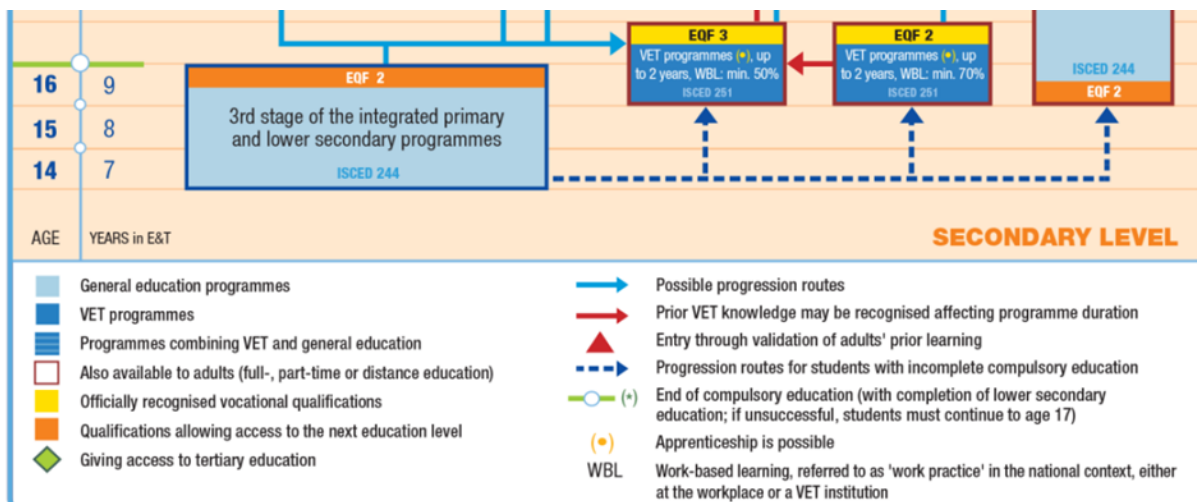 EQF 3
VET programmes (•), up
to 2 years, WBL: min. 50%
ISCED 251
EQF 2
VET programmes (•), up
to 2 years, WBL: min. 70%
ISCED 251
ISCED 244
EQF 2
16 9
15 8
14 7
EQF 2
3rd stage of the integrated primary
and lower secondary programmes
ISCED 244
AGE YEARS in E&T
SECONDARY LEVEL
General education programmes
VET programmes
Programmes combining VET and general education
Also available to adults (full-, part-time or distance education)
Officially recognised vocational qualifications
Qualifications allowing access to the next education level
Giving access to tertiary education
Possible progression routes
Prior VET knowledge may be recognised affecting programme duration
Entry through validation of adults' prior learning
Progression routes for students with incomplete compulsory education
(*) End of compulsory education (with completion of lower secondary
education; if unsuccessful, students must continue to age 17)
(•) Apprenticeship is possible
WBL Work-based learning, referred to as 'work practice' in the national context, either
at the workplace or a VET institution